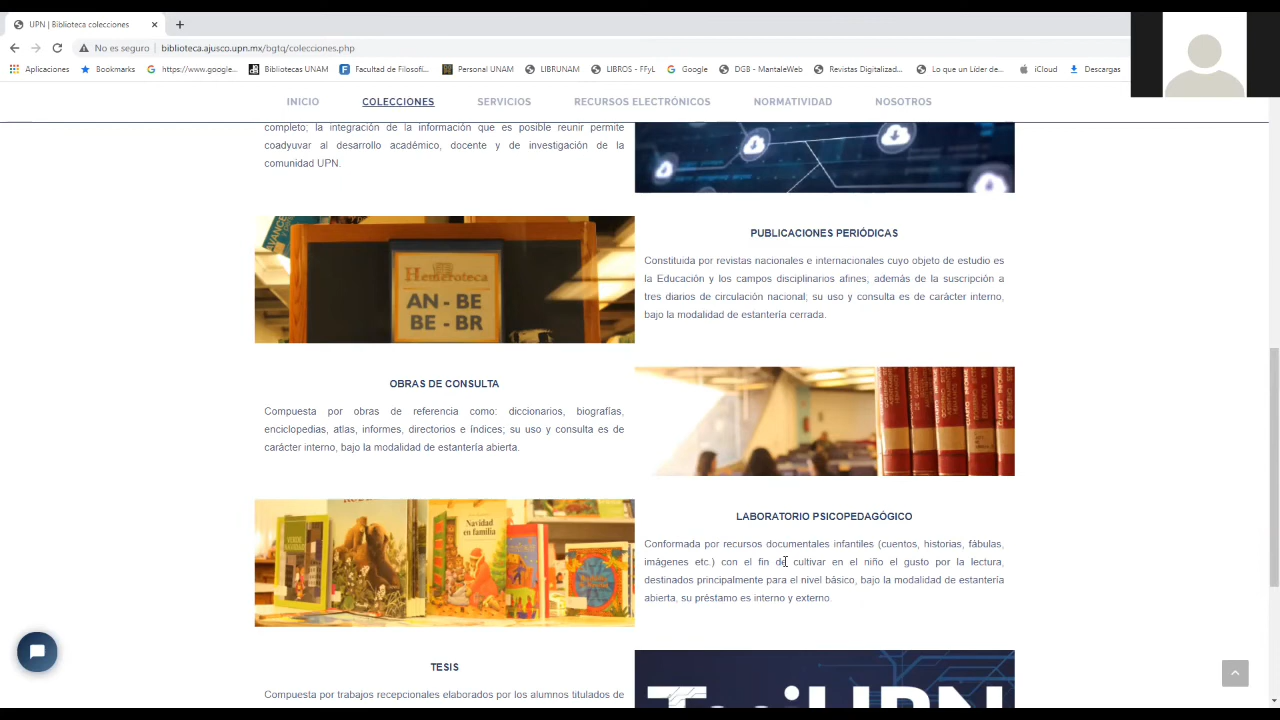 UPN | Biblioteca colecciones
No es seguro
biblioteca.ajusco.upn.mx/bgtq/colecciones.php
Aplicaciones
Bookmarks
https://www.google...
Bibliotecas UNAM
Facultad de Filosofí...
Personal UNAM
LIBRUNAM
LIBROS - FFyL
Google
DGB - MantaleWeb
Revistas Digitalizad...
Lo que un Líder de...
iCloud
Descargas
INICIO
COLECCIONES
SERVICIOS
RECURSOS ELECTRÓNICOS
NORMATIVIDAD
NOSOTROS
completo; la integración de la información que es posible reunir permite
coadyuvar al desarrollo académico, docente y de investigación de la
comunidad UPN.
Hemeroteca
AN - BE
BE - BR
PUBLICACIONES PERIÓDICAS
Constituida por revistas nacionales e internacionales cuyo objeto de estudio es
la Educación y los campos disciplinarios afines; además de la suscripción a
tres diarios de circulación nacional; su uso y consulta es de carácter interno,
bajo la modalidad de estantería cerrada.
OBRAS DE CONSULTA
Compuesta por obras de referencia como: diccionarios, biografías,
enciclopedias, atlas, informes, directorios e índices; su uso y consulta es de
carácter interno, bajo la modalidad de estantería abierta.
Navidad
en familia
LABORATORIO PSICOPEDAGÓGICO
Conformada por recursos documentales infantiles (cuentos, historias, fábulas,
imágenes etc.) con el fin de cultivar en el niño el gusto por la lectura,
destinados principalmente para el nivel básico, bajo la modalidad de estantería
abierta, su préstamo es interno y externo.
TESIS
Compuesta por trabajos recepcionales elaborados por los alumnos titulados de
TesiUPN